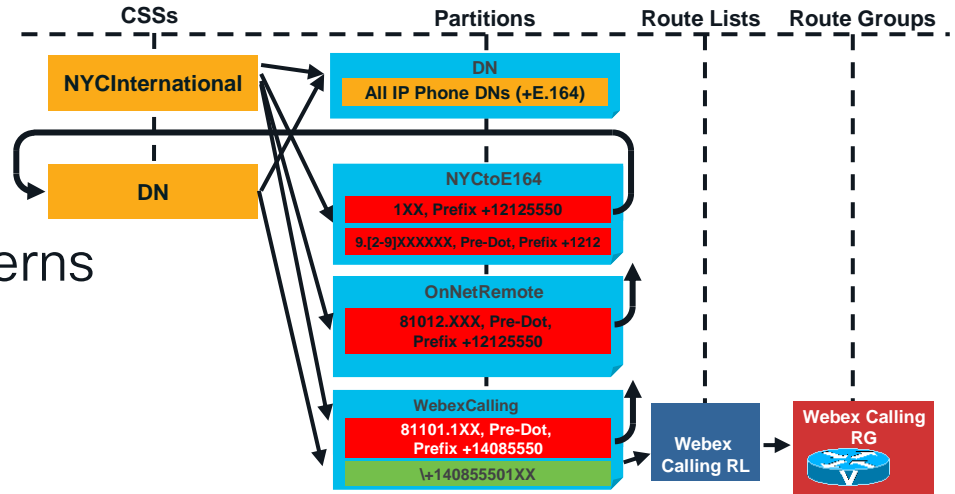 CSSs
Partitions
Route Lists
Route Groups
NYCInternational
DN
All IP Phone DNs (+E.164)
DN
NYCtoE164
1XX, Prefix +12125550
9.[2-9]XXXXXX, Pre-Dot, Prefix +1212
erns
OnNetRemote
81012.XXX, Pre-Dot,
Prefix +12125550
WebexCalling
81101.1XX, Pre-Dot,
Prefix +14085550
\+140855501XX
Webex
Calling RL
Webex Calling
RG
V